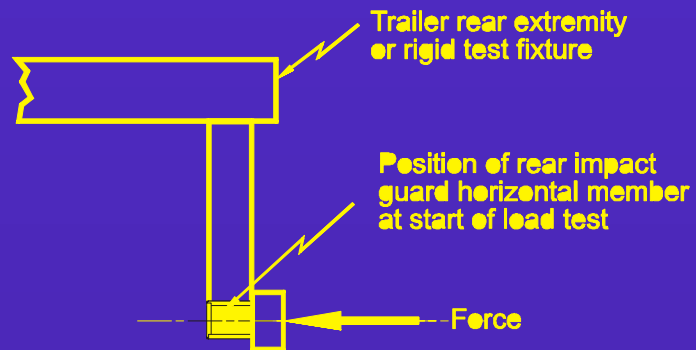 Trailer rear extremity
or rigid test fixture
Position of rear impact
guard horizontal member
at start of load test
Force